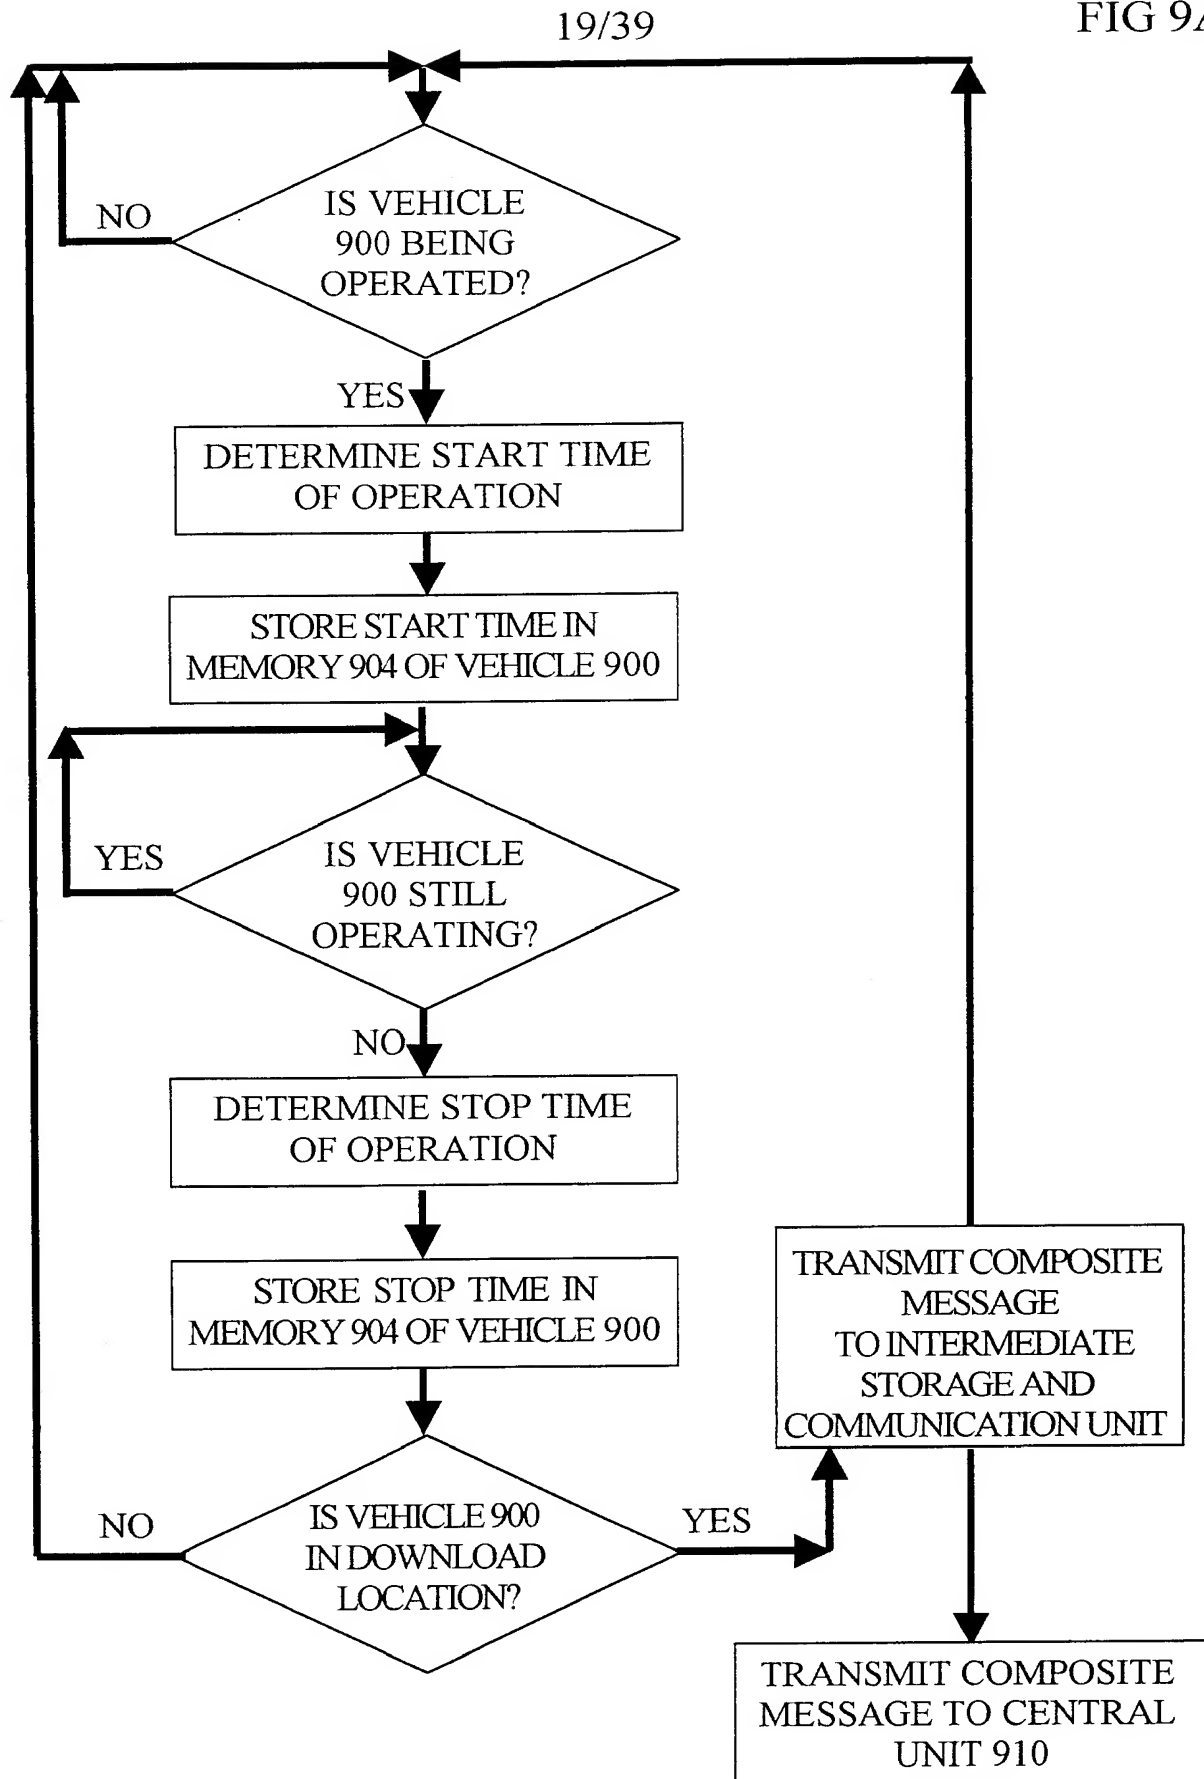 19/39
FIG 9A
IS VEHICLE
900 BEING
OPERATED?
NO
YES
DETERMINE START TIME
OF OPERATION
STORE START TIME IN
MEMORY 904 OF VEHICLE 900
IS VEHICLE
900 STILL
OPERATING?
YES
NO
DETERMINE STOP TIME
OF OPERATION
STORE STOP TIME IN
MEMORY 904 OF VEHICLE 900
IS VEHICLE 900
IN DOWNLOAD
LOCATION?
NO
YES
TRANSMIT COMPOSITE
MESSAGE
TO INTERMEDIATE
STORAGE AND
COMMUNICATION UNIT
TRANSMIT COMPOSITE
MESSAGE TO CENTRAL
UNIT 910